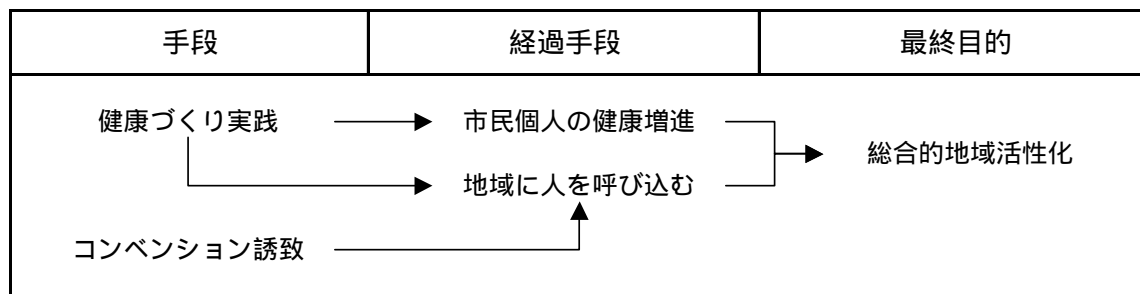 手段 経過手段 最終目的
健康づくり実践 市民個人の健康増進
総合的地域活性化
地域に人を呼び込む
コンベンション誘致